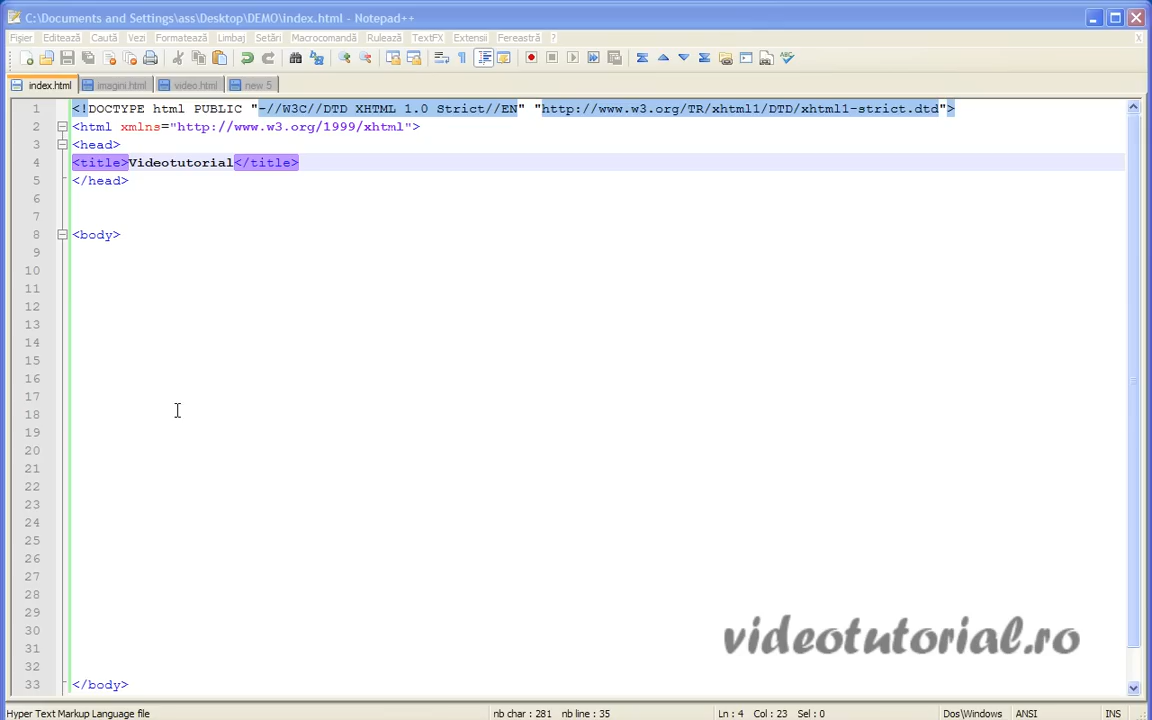 C:\Documents and Settings\ass\Desktop\DEMO\index.html - Notepad++
Fişier Editează Caută Vezi Formatează Limbaj Setări Macrocomandă Rulează TextFX Extensii Fereastră ? X
index.html imagini.html video.html new 5
1 <!DOCTYPE html PUBLIC "-//W3C//DTD XHTML 1.0 Strict//EN" "http://www.w3.org/TR/xhtml1/DTD/xhtml1-strict.dtd">
2 <html xmlns="http://www.w3.org/1999/xhtml">
3 <head>
4 <title>Videotutorial</title>
5 </head>
6
7
8 <body>
9
10
11
12
13
14
15
16
17
18
19
20
21
22
23
24
25
26
27
28
29
30
31
32
33 </body>
videotutorial.ro
Hyper Text Markup Language file nb char : 281 nb line : 35 Ln : 4 Col : 23 Sel : 0 Dos\Windows ANSI INS